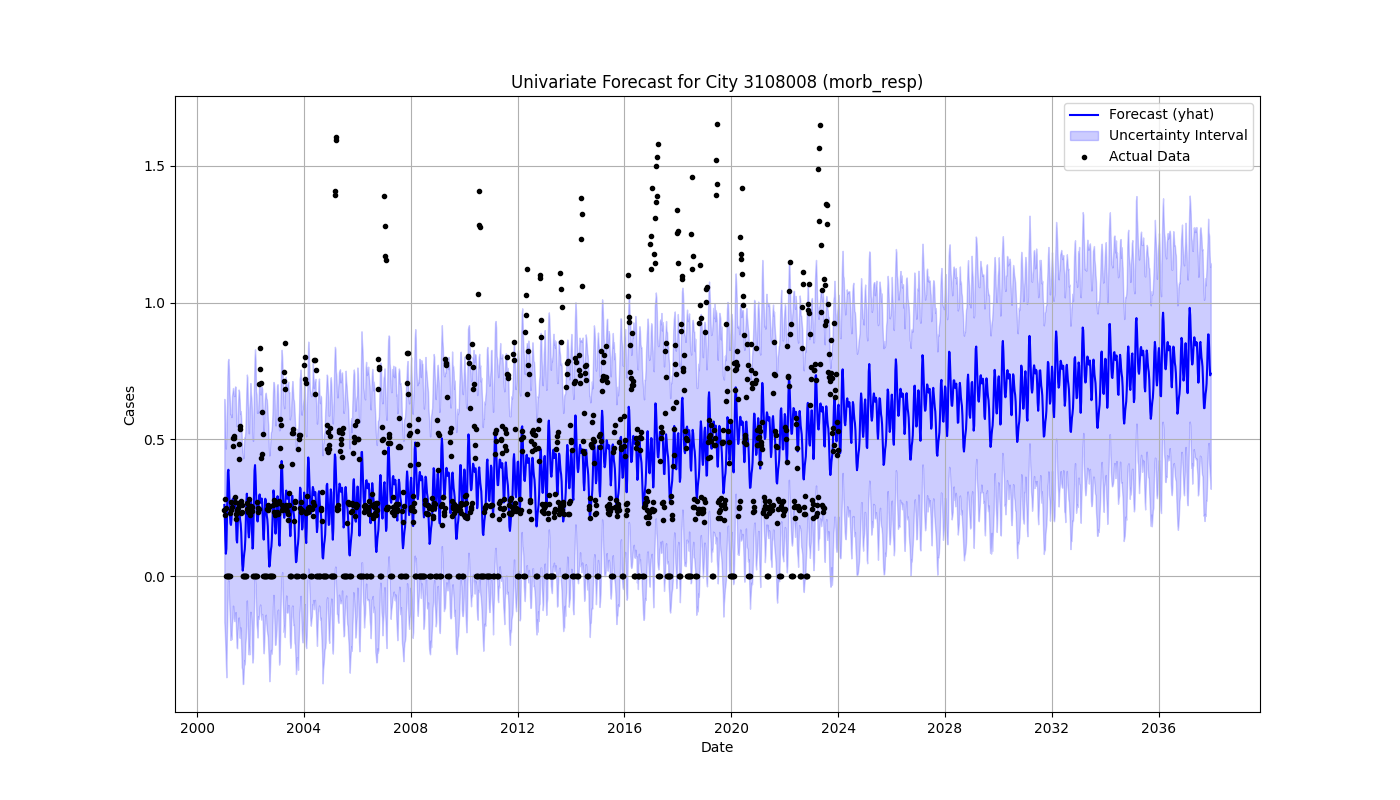 Univariate Forecast for City 3108008 (morb_resp)
Forecast (yhat)
Uncertainty Interval
Actual Data
Cases
1.5
1.0
0.5
0.0
2000 2004 2008 2012 2016 2020 2024 2028 2032 2036
Date